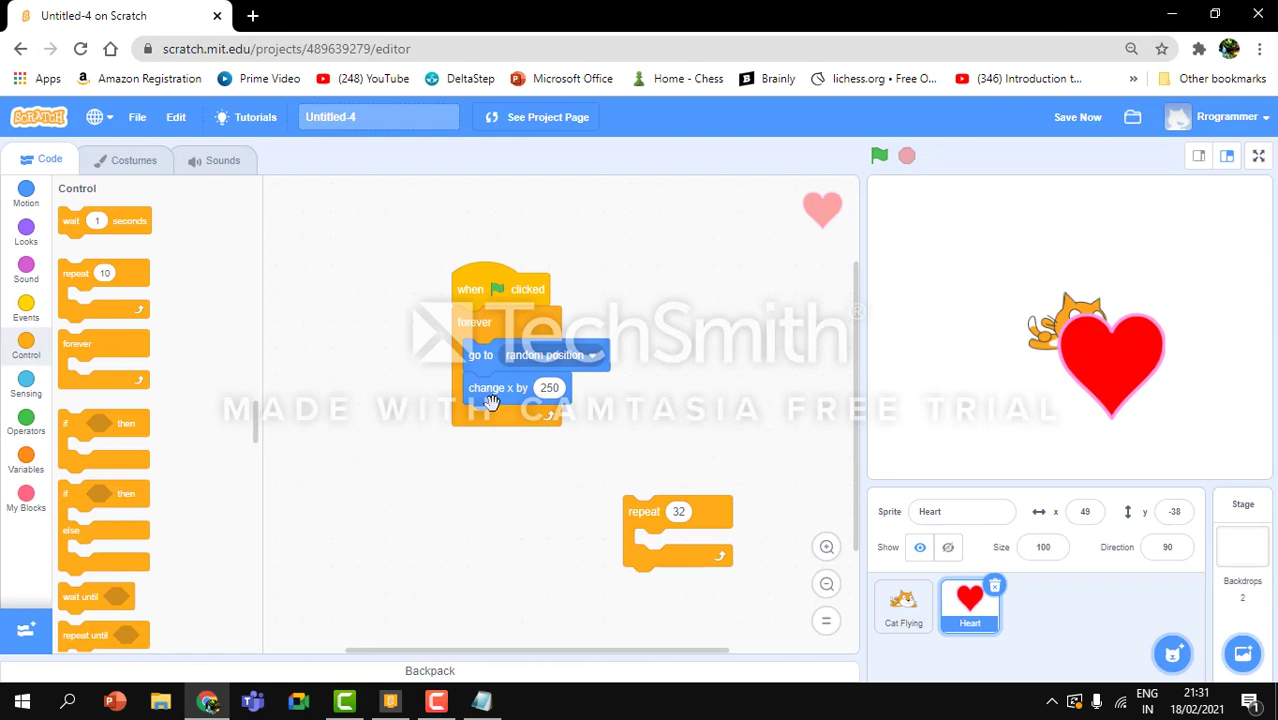 Untitled-4 on Scratch
scratch.mit.edu/projects/489639279/editor
Apps
Amazon Registration
Prime Video
(248) YouTube
DeltaStep
Microsoft Office
Home - Chess
Brainly
lichess.org • Free O...
(346) Introduction t...
Other bookmarks
SCRATCH
File
Edit
Tutorials
Untitled-4
See Project Page
Save Now
Rrogrammer
Code
Costumes
Sounds
Motion
Looks
Sound
Events
Control
Sensing
Operators
Variables
My Blocks
Control
wait 1 seconds
repeat 10
forever
if then
if then
else
wait until
repeat until
when clicked
forever
go to random position
change x by 250
repeat 32
TechSmith®
MADE WITH CAMTASIA FREE TRIAL
Sprite Heart x 49 y -38
Show Size 100 Direction 90
Cat Flying
Heart
Stage
Backdrops
2
Backpack
ENG
IN
21:31
18/02/2021
1